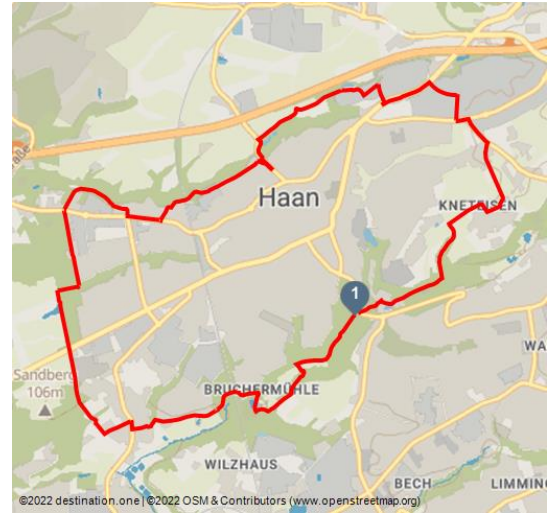 raße
Haan
KNETEISEN
1
Sandberg
106m
WA
BRUCHERMÜHLE
WILZHAUS
BECH
LIMMING
©2022 destination.one | ©2022 OSM & Contributors (www.openstreetmap.org)